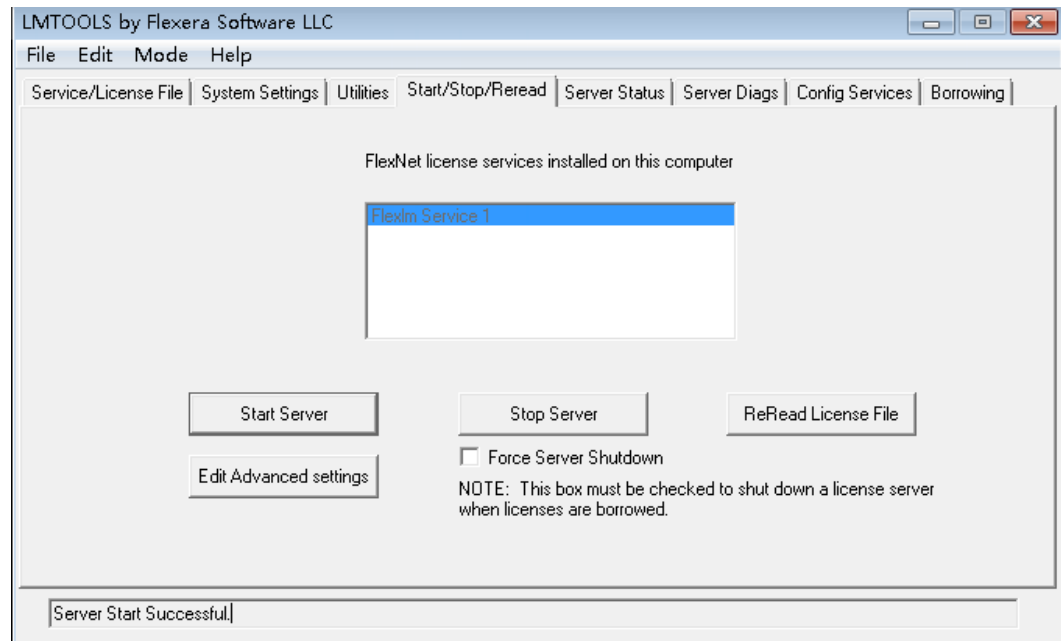 LMTOOLS by Flexera Software LLC
File Edit Mode Help
Service/License File System Settings Utilities Start/Stop/Reread Server Status Server Diags Config Services Borrowing
FlexNet license services installed on this computer
Flexlm Service 1
Start Server Stop Server ReRead License File
Force Server Shutdown
Edit Advanced settings
NOTE: This box must be checked to shut down a license server
when licenses are borrowed.
Server Start Successful.